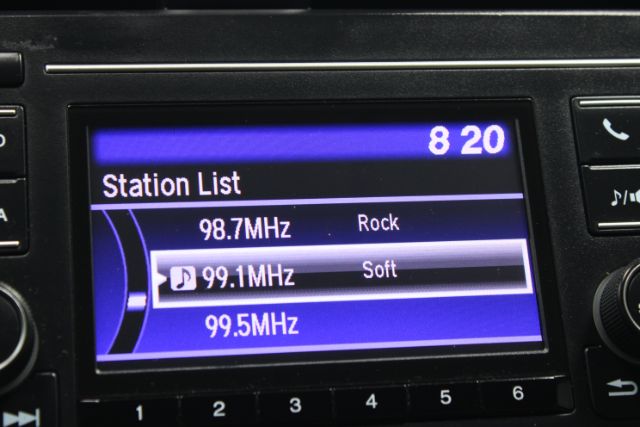 8 20
Station List
98.7MHz Rock
99.1MHz Soft
99.5MHz
1 2 3 4 5 6